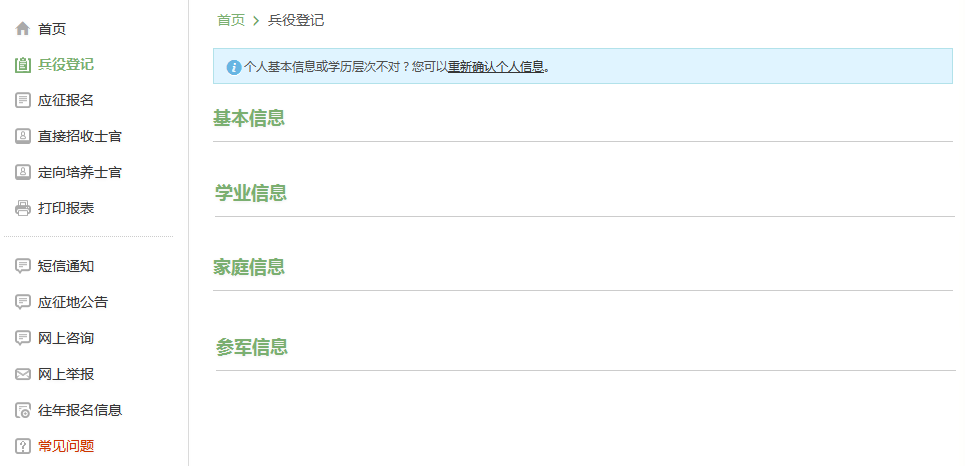 首页
兵役登记
应征报名
直接招收士官
定向培养士官
打印报表
短信通知
应征地公告
网上咨询
网上举报
往年报名信息
常见问题
首页 > 兵役登记
个人基本信息或学历层次不对？您可以重新确认个人信息。
基本信息
学业信息
家庭信息
参军信息